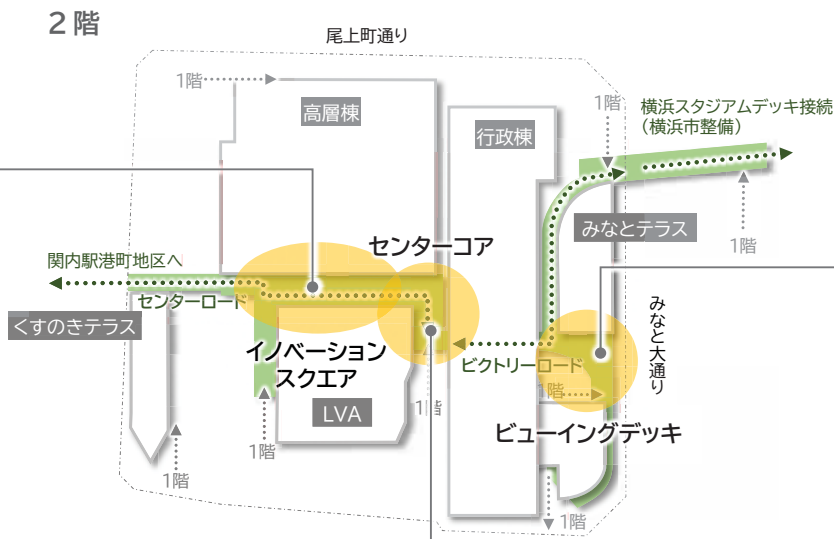 2階
尾上町通り
1階
高層棟
1階
横浜スタジアムデッキ接続
(横浜市整備)
行政棟
みなとテラス
1階
センターコア
関内駅港町地区へ
センターロード
くすのきテラス
イノベーション
スクエア
ビクトリーロード
みなと大通り
1階
LVA
1階
ビューイングデッキ
1階
1階
1階